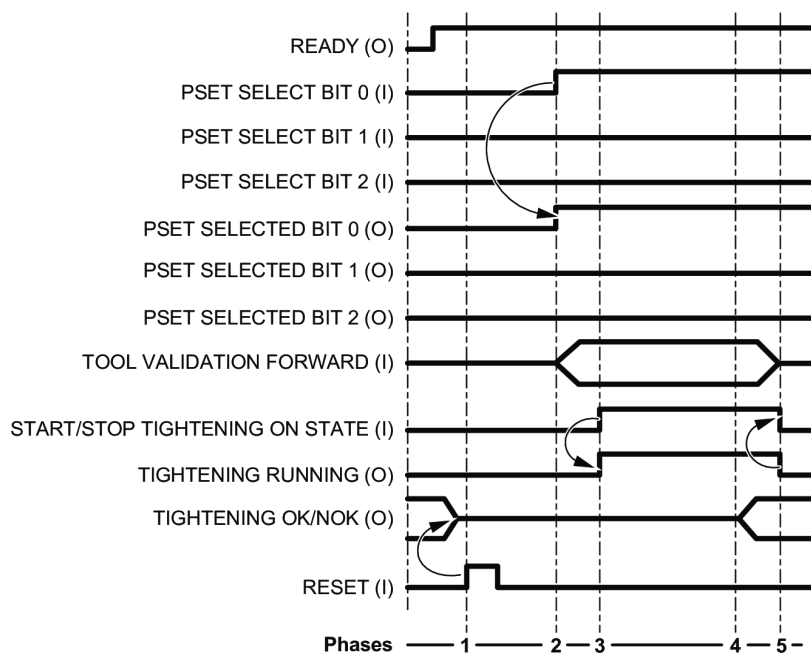 READY (O)
PSET SELECT BIT 0 (I)
PSET SELECT BIT 1 (I)
PSET SELECT BIT 2 (I)
PSET SELECTED BIT 0 (O)
PSET SELECTED BIT 1 (O)
PSET SELECTED BIT 2 (O)
TOOL VALIDATION FORWARD (I)
START/STOP TIGHTENING ON STATE (I)
TIGHTENING RUNNING (O)
TIGHTENING OK/NOK (O)
RESET (I)
Phases 1 2 3 4 5